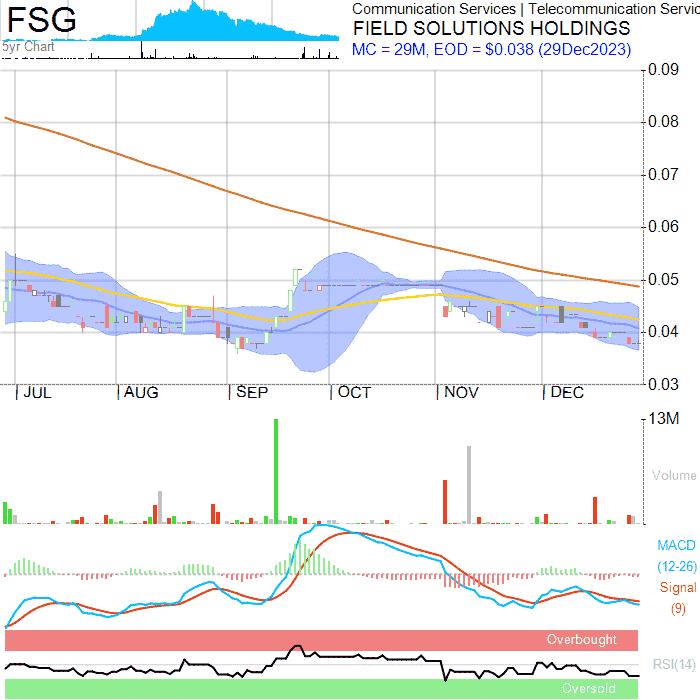 FSG
5yr Chart
Communication Services | Telecommunication Servic
FIELD SOLUTIONS HOLDINGS
MC = 29M, EOD = $0.038 (29Dec2023)
0.09
0.08
0.07
0.06
0.05
0.04
0.03
JUL AUG SEP OCT NOV DEC
13M
Volume
MACD
(12-26)
Signal
(9)
Overbought
RSI(14)
Oversold